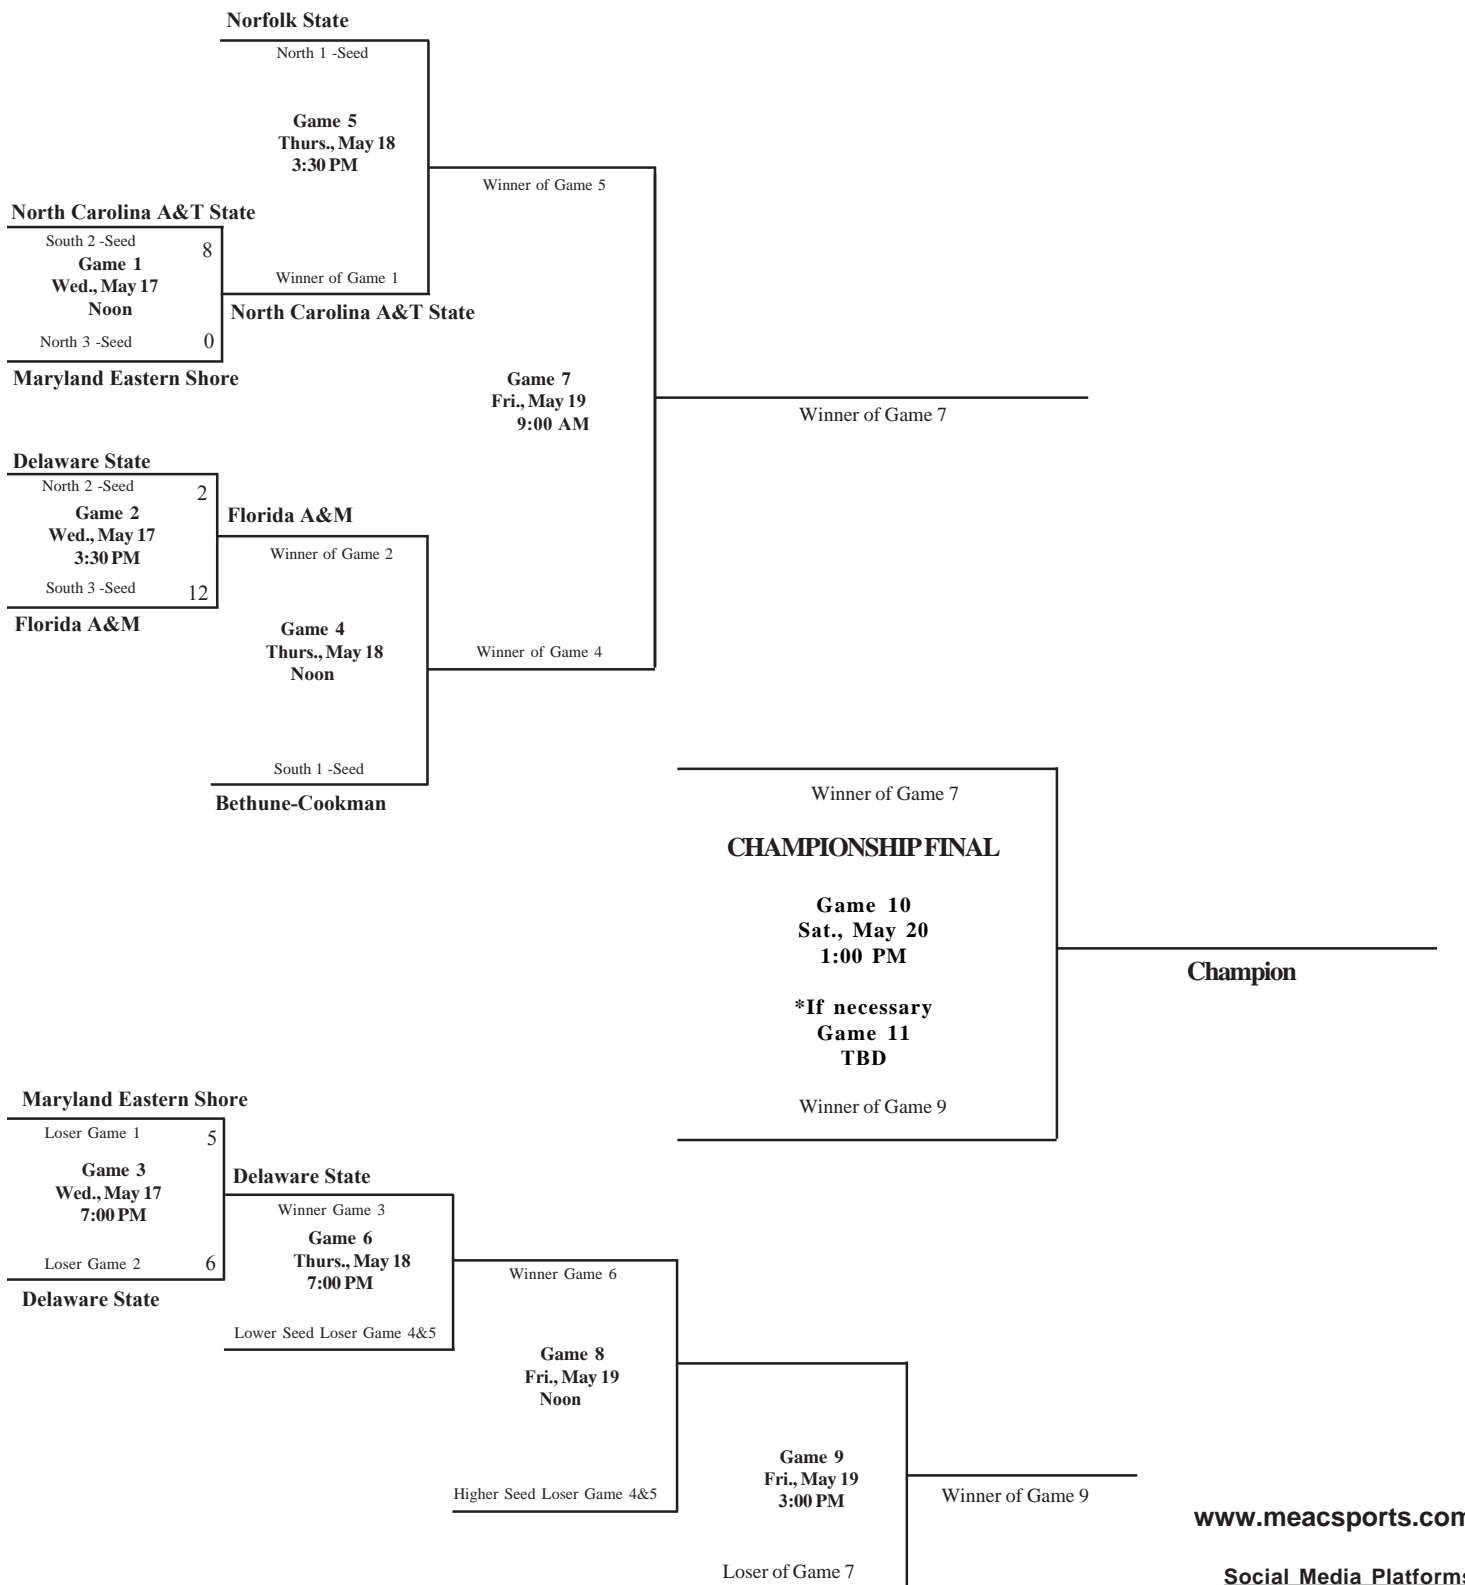 Norfolk State
North 1 -Seed
Game 5
Thurs., May 18
3:30 PM
Winner of Game 5
North Carolina A&T State
South 2 -Seed
8
Game 1
Wed., May 17
Noon
North 3 -Seed
0
Maryland Eastern Shore
Winner of Game 1
North Carolina A&T State
Game 7
Fri., May 19
9:00 AM
Winner of Game 7
Delaware State
North 2 -Seed
2
Game 2
Wed., May 17
3:30 PM
South 3 -Seed
12
Florida A&M
Florida A&M
Winner of Game 2
Game 4
Thurs., May 18
Noon
Winner of Game 4
South 1 -Seed
Bethune-Cookman
Winner of Game 7
CHAMPIONSHIP FINAL
Game 10
Sat., May 20
1:00 PM
*If necessary
Game 11
TBD
Winner of Game 9
Champion
Maryland Eastern Shore
Loser Game 1
5
Game 3
Wed., May 17
7:00 PM
Loser Game 2
6
Delaware State
Delaware State
Winner Game 3
Game 6
Thurs., May 18
7:00 PM
Lower Seed Loser Game 4&5
Winner Game 6
Game 8
Fri., May 19
Noon
Higher Seed Loser Game 4&5
Game 9
Fri., May 19
3:00 PM
Loser of Game 7
Winner of Game 9
www.meacsports.com
Social Media Platforms